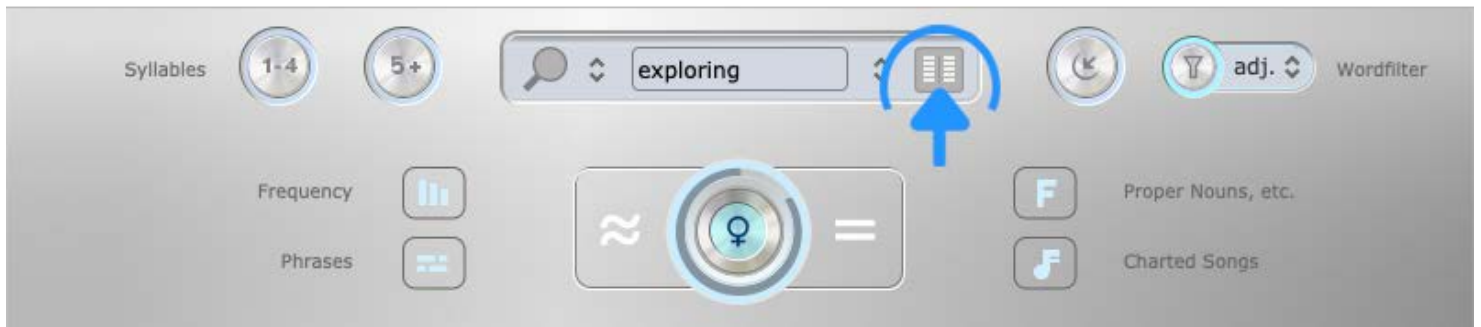 Syllables 1-4 5+ exploring adj. Wordfilter
Frequency F Proper Nouns, etc.
≈ ♀ =
Phrases Charted Songs